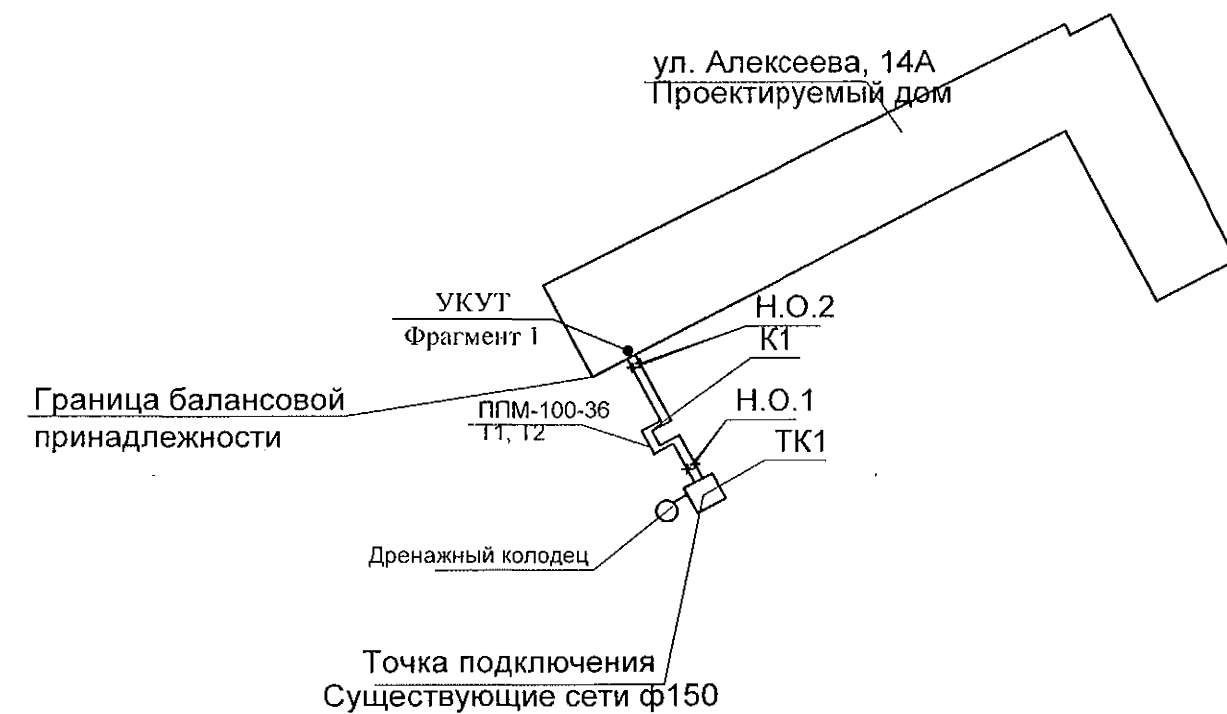 ул. Алексеева, 14А
Проектируемый дом
УКУТ
Фрагмент 1
Н.О.2
К1
Граница балансовой
принадлежности
ППМ-100-36
Т1, Т2
Н.О.1
ТК1
Дренажный колодец
Точка подключения
Существующие сети ф150